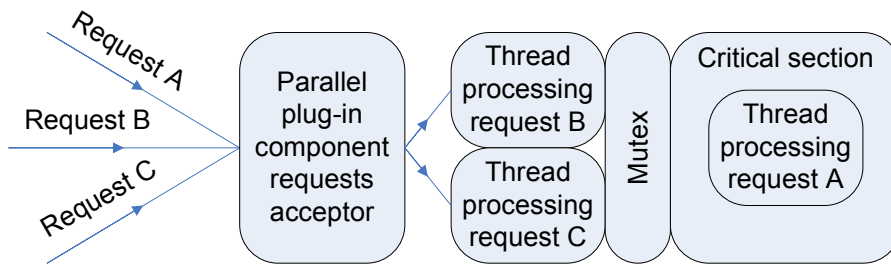 Request A
Request B
Request C
Parallel
plug-in
component
requests
acceptor
Thread
processing
request B
Thread
processing
request C
Mutex
Critical section
Thread
processing
request A